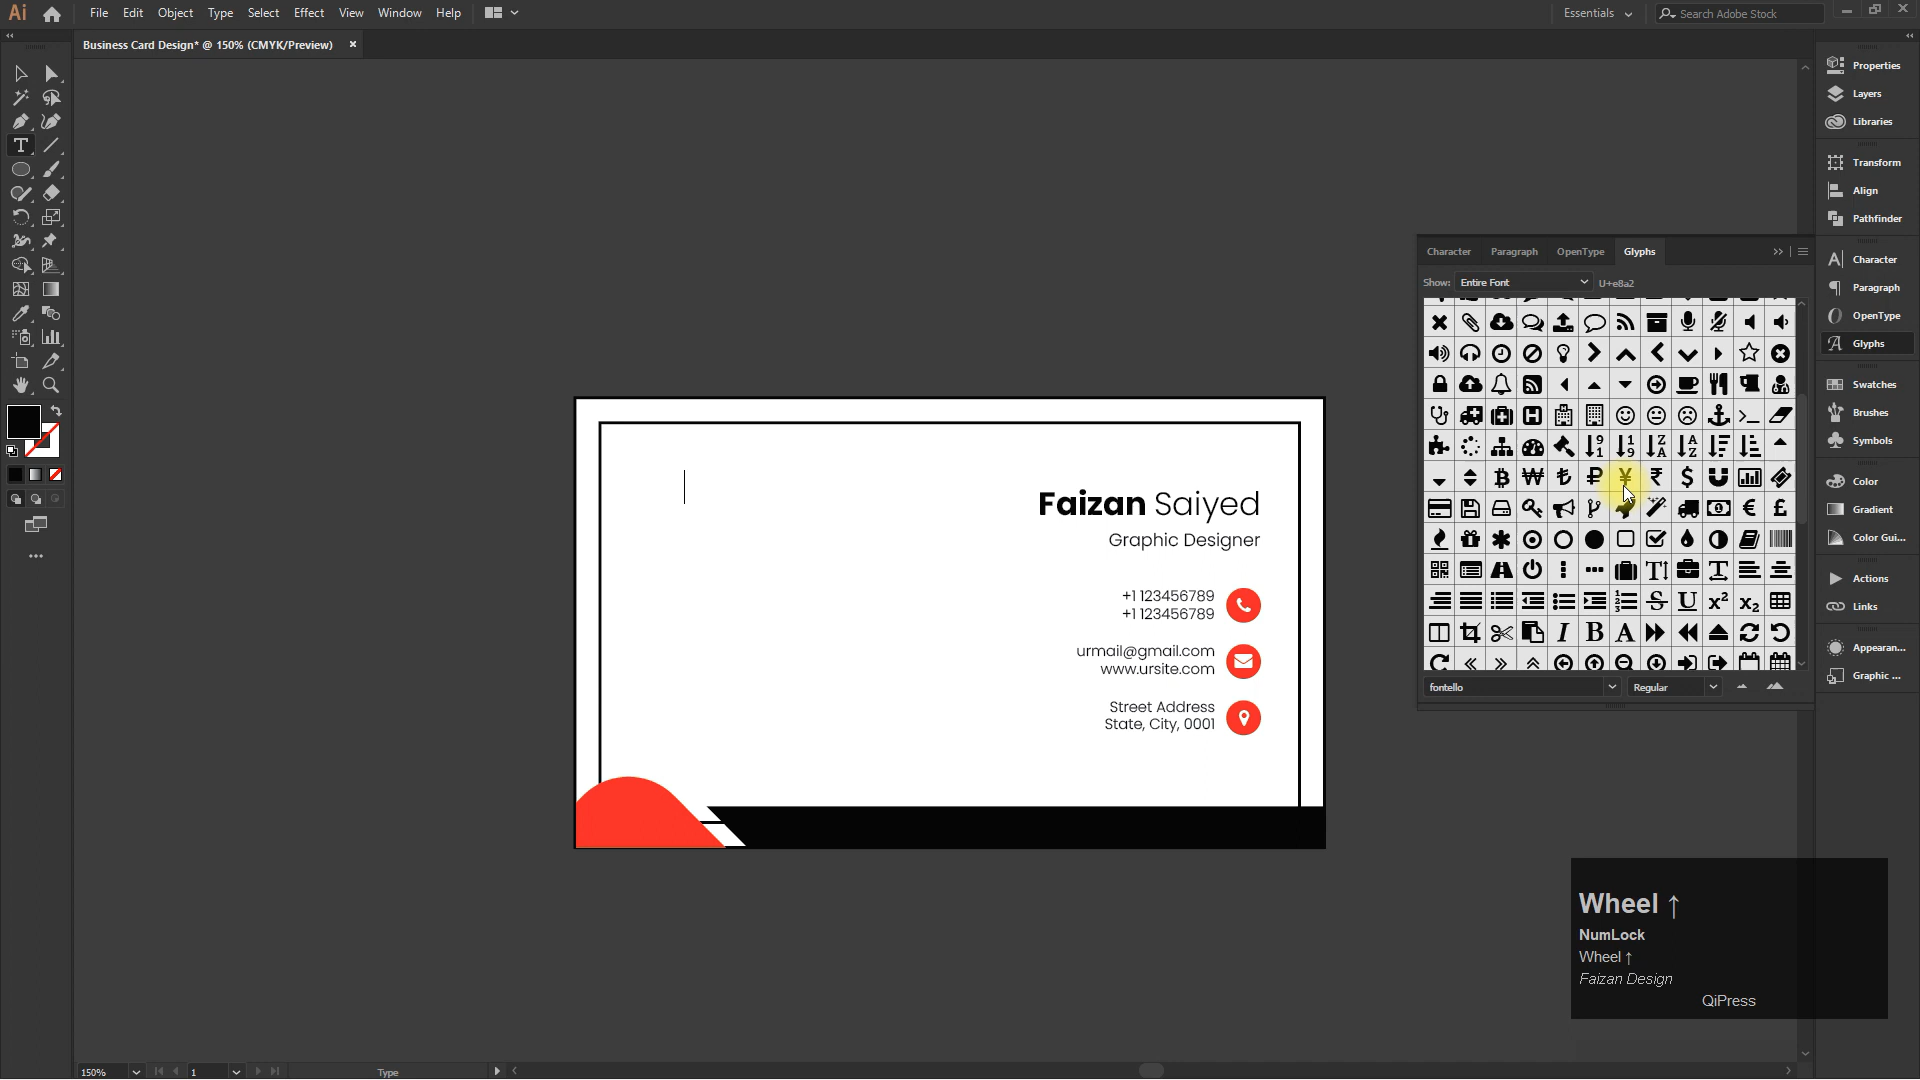 Ai File Edit Object Type Select Effect View Window Help Essentials Search Adobe Stock
Business Card Design* @ 150% (CMYK/Preview) ×
Properties
Layers
Libraries
Transform
Align
Pathfinder
Character
Paragraph
OpenType
Glyphs
Swatches
Brushes
Symbols
Color
Gradient
Color Gui...
Actions
Links
Appearan...
Graphic ...
Character Paragraph OpenType Glyphs
Show: Entire Font U+e8a2
fontello Regular
Faizan Saiyed
Graphic Designer
+1 123456789
+1 123456789
urmail@gmail.com
www.ursite.com
Street Address
State, City, 0001
Wheel ↑
NumLock
Wheel ↑
Faizan Design
QiPress
150% 1 Type